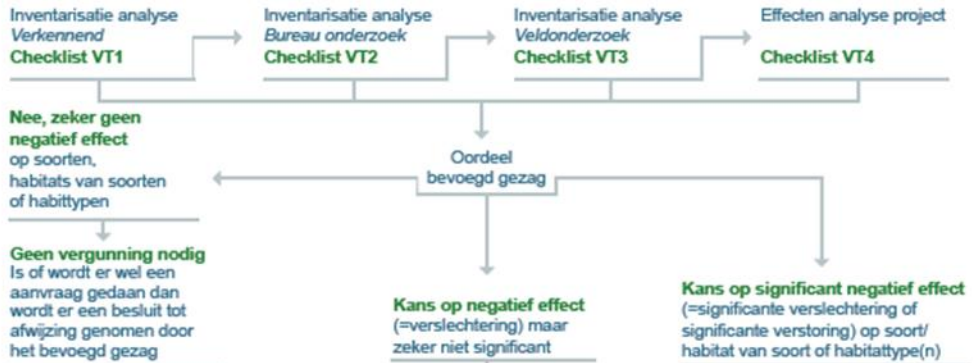 Inventarisatie analyse
Verkennend
Checklist VT1
Inventarisatie analyse
Bureau onderzoek
Checklist VT2
Inventarisatie analyse
Veldonderzoek
Checklist VT3
Effecten analyse project
Checklist VT4
Oordeel
bevoegd gezag
Nee, zeker geen
negatief effect
op soorten,
habitats van soorten
of habittypen
Geen vergunning nodig
Is of wordt er wel een
aanvraag gedaan dan
wordt er een besluit tot
afwijzing genomen door
het bevoegd gezag
Kans op negatief effect
(=verslechtering) maar
zeker niet significant
Kans op significant negatief effect
(=significante verslechtering of
significante verstoring) op soort/
habitat van soort of habitattype(n)